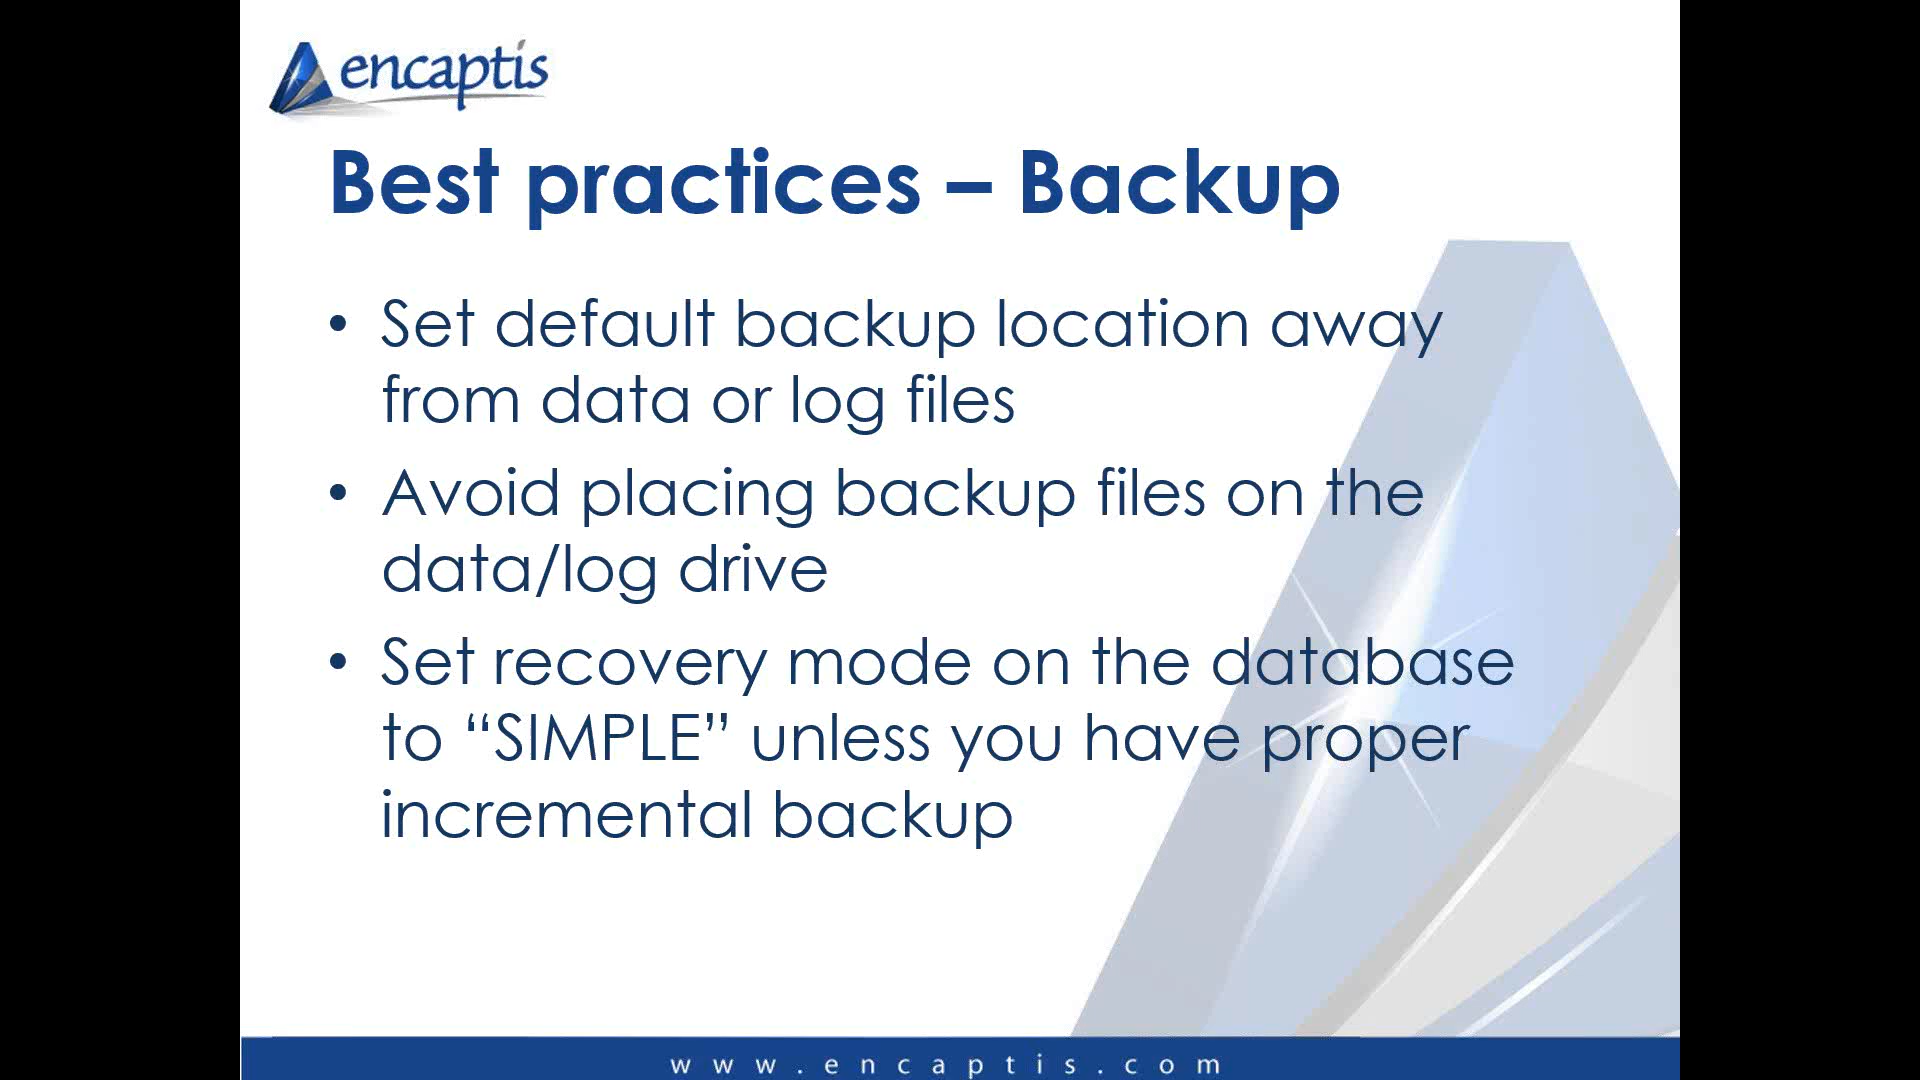 encaptis
Best practices – Backup
• Set default backup location away
from data or log files
• Avoid placing backup files on the
data/log drive
• Set recovery mode on the database
to “SIMPLE” unless you have proper
incremental backup
www.encaptis.com